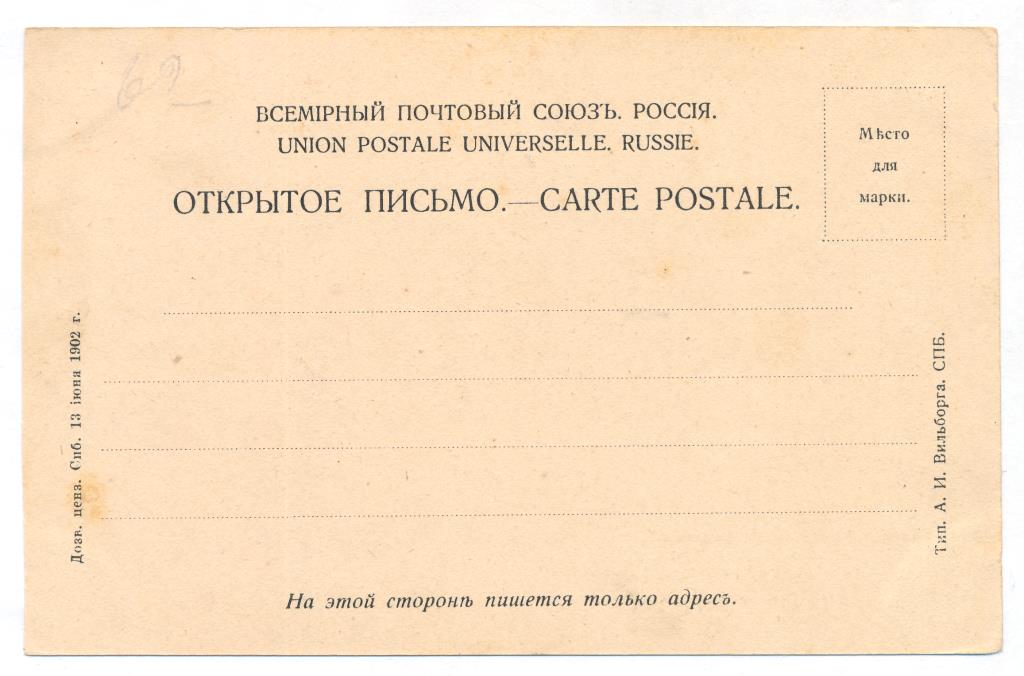 69
ВСЕМІРНЫЙ ПОЧТОВЫЙ СОЮЗЪ. РОССІЯ.
UNION POSTALE UNIVERSELLE. RUSSIE.
ОТКРЫТОЕ ПИСЬМО.—CARTE POSTALE.
Мѣсто
для
марки.
Дозв. ценз. Спб. 13 іюня 1902 г.
Тип. А. И. Вильборга. СПБ.
На этой сторонѣ пишется только адресъ.